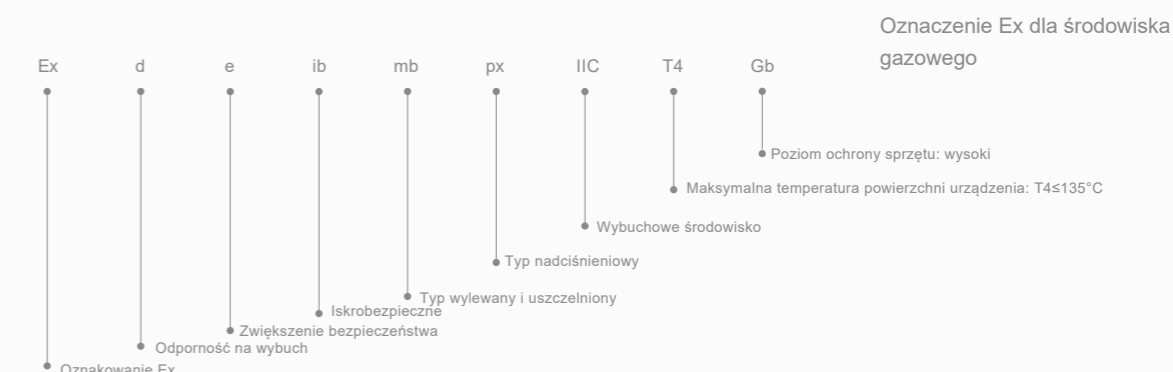 Oznaczenie Ex dla środowiska
gazowego
Ex d e ib mb px IIC T4 Gb
Poziom ochrony sprzętu: wysoki
Maksymalna temperatura powierzchni urządzenia: T4≤135°C
Wybuchowe środowisko
Typ nadciśnieniowy
Typ wylewany i uszczelniony
Iskrobezpieczne
Zwiększenie bezpieczeństwa
Odporność na wybuch
Oznakowanie Ex